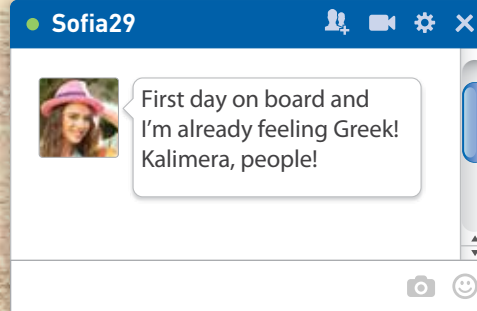 Sofia29
First day on board and
I'm already feeling Greek!
Kalimera, people!